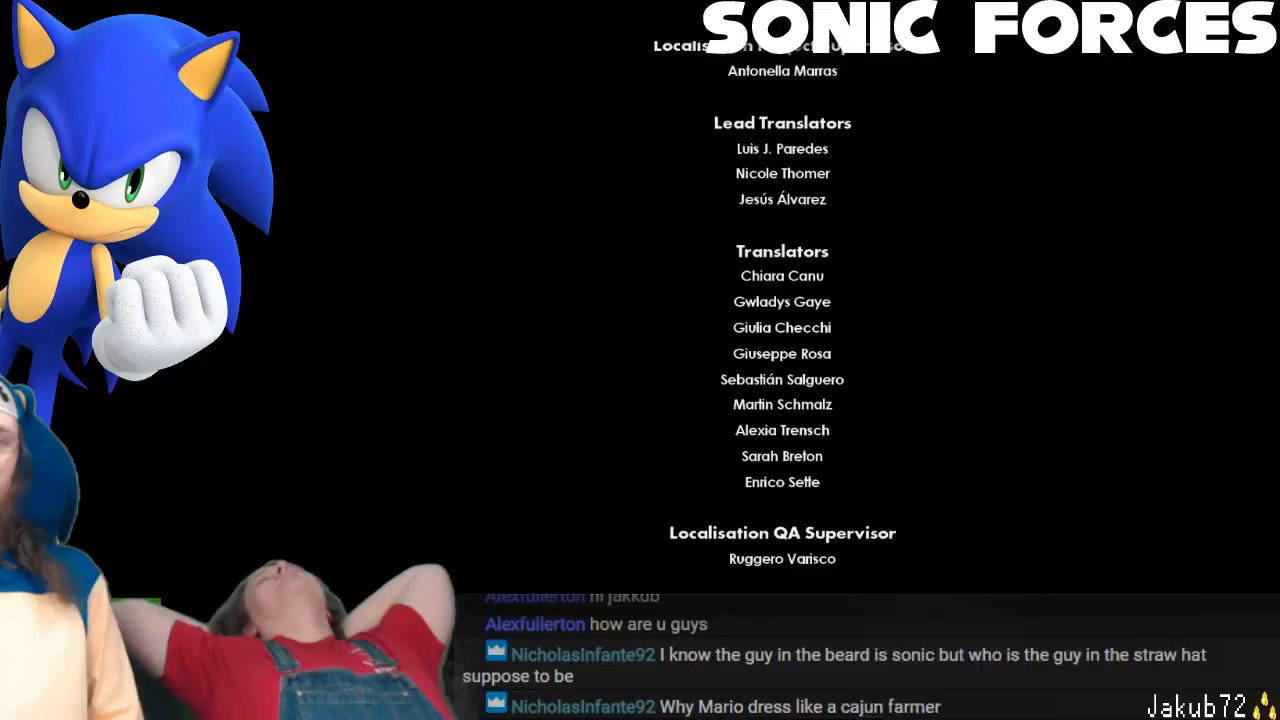 SONIC FORCES
Antonella Marras
Lead Translators
Luis J. Paredes
Nicole Thomer
Jesús Álvarez
Translators
Chiara Canu
Gwladys Gaye
Giulia Checchi
Giuseppe Rosa
Sebastián Salguero
Martin Schmalz
Alexia Trensch
Sarah Breton
Enrico Sette
Localisation QA Supervisor
Ruggero Varisco
Alexfullerton hi jakkub
Alexfullerton how are u guys
NicholasInfante92 I know the guy in the beard is sonic but who is the guy in the straw hat
suppose to be
NicholasInfante92 Why Mario dress like a cajun farmer
Jakub72